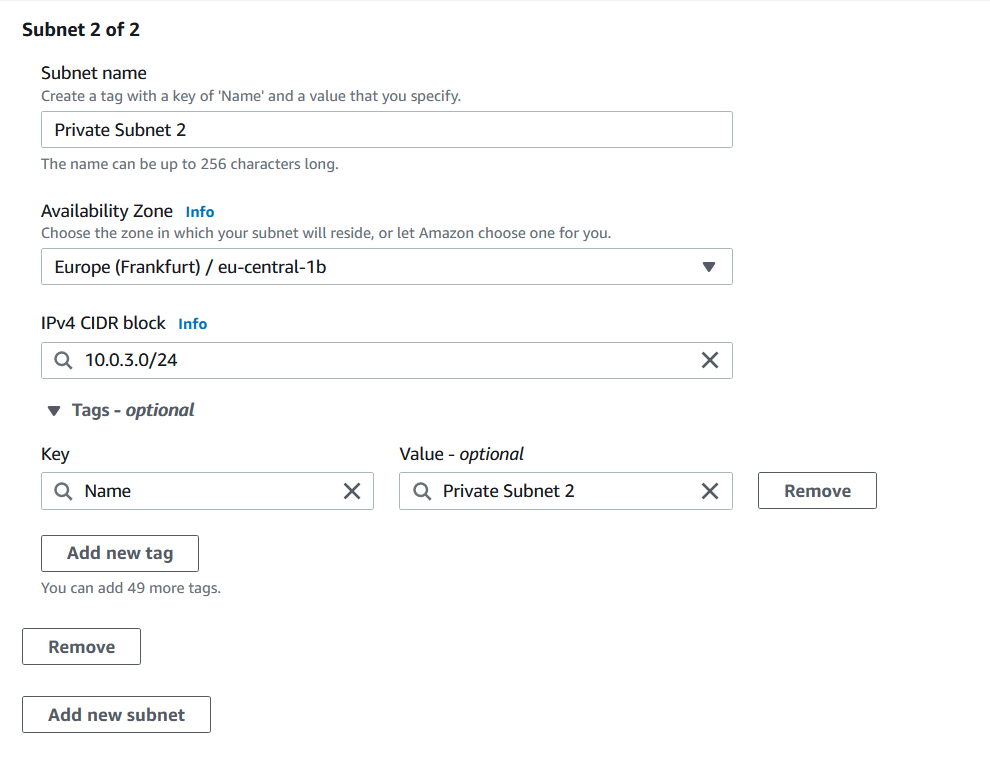 Subnet 2 of 2
Subnet name
Create a tag with a key of 'Name' and a value that you specify.
Private Subnet 2
The name can be up to 256 characters long.
Availability Zone Info
Choose the zone in which your subnet will reside, or let Amazon choose one for you.
Europe (Frankfurt) / eu-central-1b
IPv4 CIDR block Info
10.0.3.0/24
Tags - optional
Key Value - optional
Name Private Subnet 2 Remove
Add new tag
You can add 49 more tags.
Remove
Add new subnet